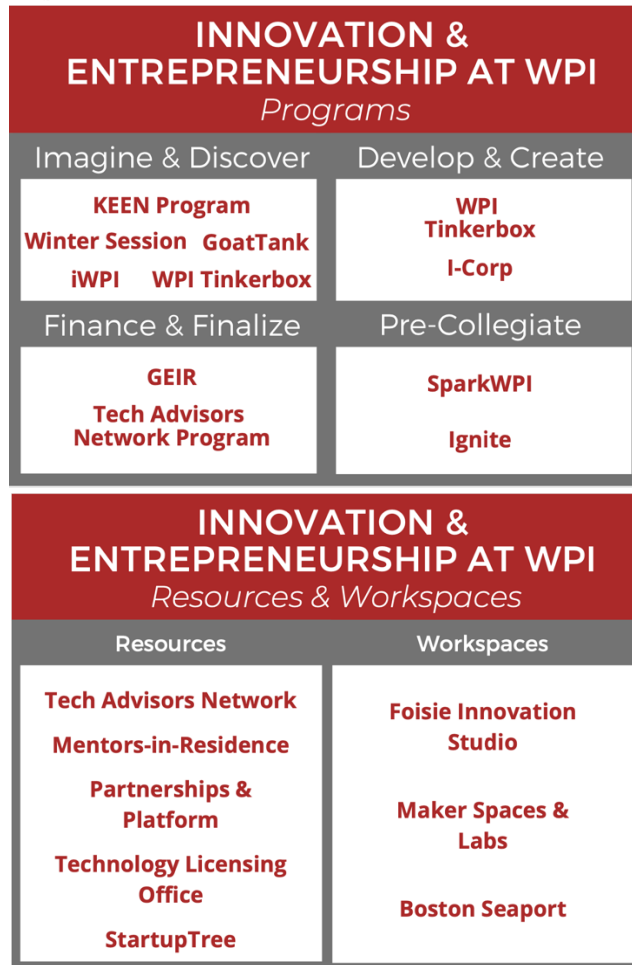 INNOVATION &
ENTREPRENEURSHIP AT WPI
Programs
Imagine & Discover
KEEN Program
Winter Session GoatTank
iWPI WPI Tinkerbox
Develop & Create
WPI
Tinkerbox
I-Corp
Finance & Finalize
GEIR
Tech Advisors
Network Program
Pre-Collegiate
SparkWPI
Ignite
INNOVATION &
ENTREPRENEURSHIP AT WPI
Resources & Workspaces
Resources
Tech Advisors Network
Mentors-in-Residence
Partnerships &
Platform
Technology Licensing
Office
StartupTree
Workspaces
Foisie Innovation
Studio
Maker Spaces &
Labs
Boston Seaport